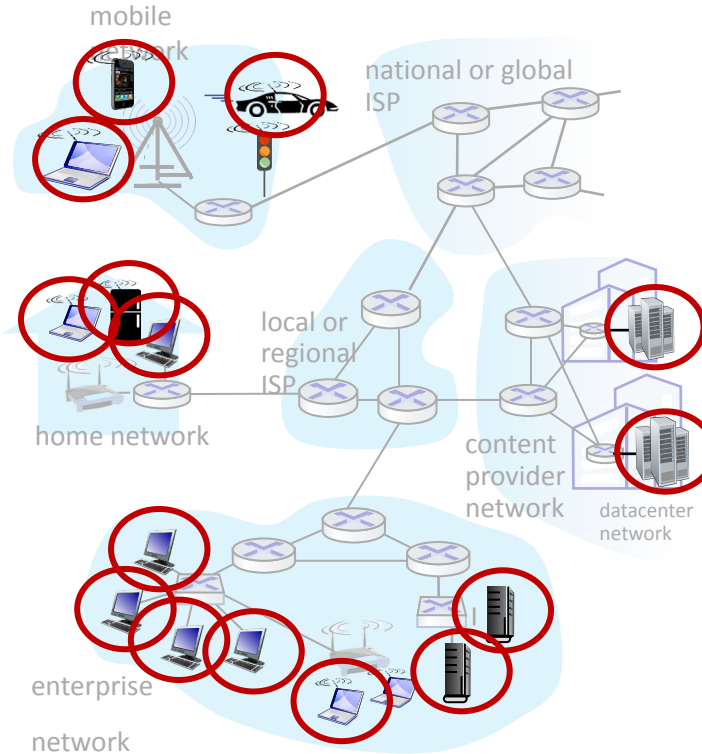 mobile
network
national or global
ISP
local or
regional
ISP
home network
content
provider
network
datacenter
network
enterprise
network